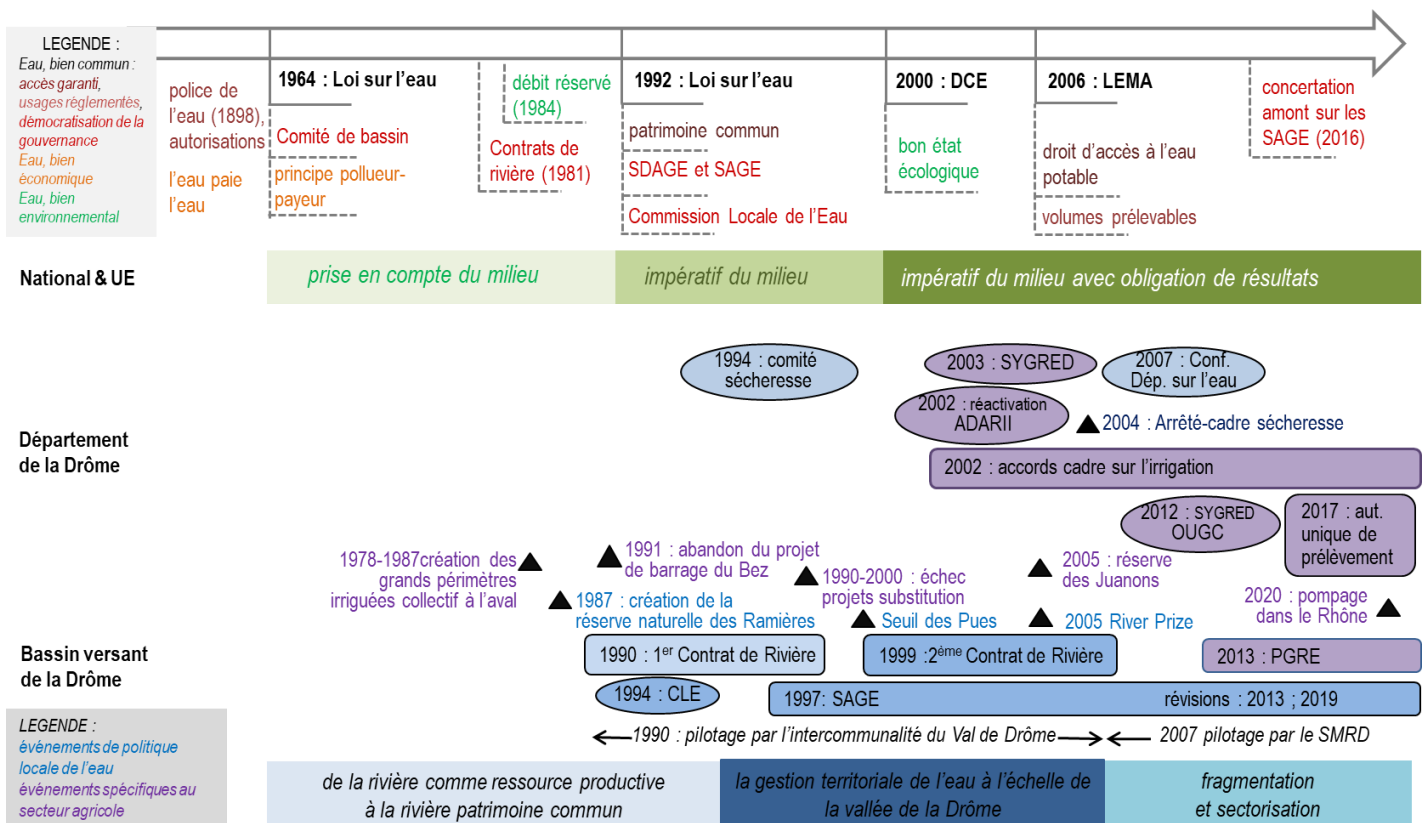 LEGENDE :
Eau, bien commun :
accès garanti,
usages règlementès,
dèmocratisation de la
gouvernance
Eau, bien
èconomique
Eau, bien
environnemental
police de
l'eau (1898),
autorisations
l'eau paie
l'eau
1964 : Loi sur l'eau
Comité de bassin
principe pollueur-
payeur
débit réservé
(1984)
Contrats de
rivière (1981)
1992 : Loi sur l'eau
patrimoine commun
SDAGE et SAGE
Commission Locale de l'Eau
2000 : DCE
bon état
écologique
2006 : LEMA
droit d'accès à l'eau
potable
volumes prélevables
concertation
amont sur les
SAGE (2016)
National & UE
prise en compte du milieu
impératif du milieu
impératif du milieu avec obligation de résultats
Département
de la Drôme
1994 : comité
sécheresse
2003 : SYGRED
2007 : Conf.
Dép. sur l'eau
2002 : réactivation
ADARII
2004 : Arrêté-cadre sécheresse
2002 : accords cadre sur l'irrigation
2012 : SYGRED
OUGC
2017 : aut.
unique de
prélèvement
Bassin versant
de la Drôme
1978-1987création des
grands périmètres
irriguées collectif à l'aval
1991 : abandon du projet
de barrage du Bez
1990-2000 : échec
projets substitution
2005 : réserve
des Juanons
1987 : création de la
réserve naturelle des Ramières
Seuil des Pues
2005 River Prize
2020 : pompage
dans le Rhône
1990 : 1er Contrat de Rivière
1999 :2ème Contrat de Rivière
2013 : PGRE
1994 : CLE
1997: SAGE
révisions : 2013 ; 2019
1990 : pilotage par l'intercommunalité du Val de Drôme
2007 pilotage par le SMRD
LEGENDE :
événements de politique
locale de l'eau
événements spécifiques au
secteur agricole
de la rivière comme ressource productive
à la rivière patrimoine commun
la gestion territoriale de l'eau à l'échelle de
la vallée de la Drôme
fragmentation
et sectorisation